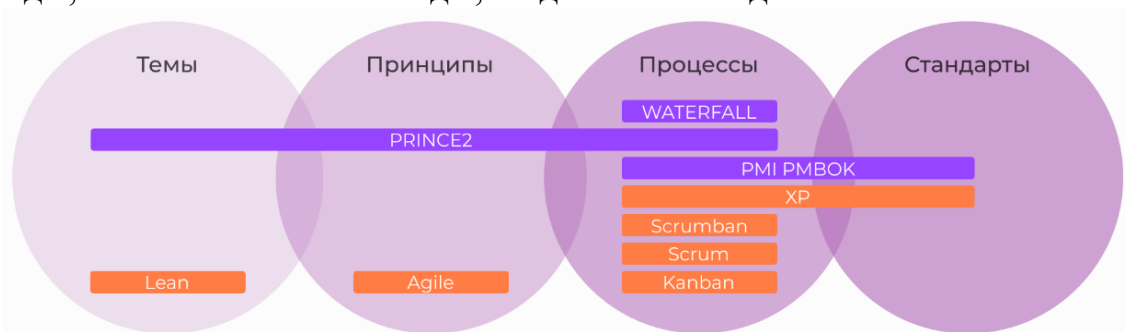 Темы
Принципы
Процессы
Стандарты
WATERFALL
PRINCE2
PMI PMBOK
XP
Scrumban
Scrum
Lean
Agile
Kanban